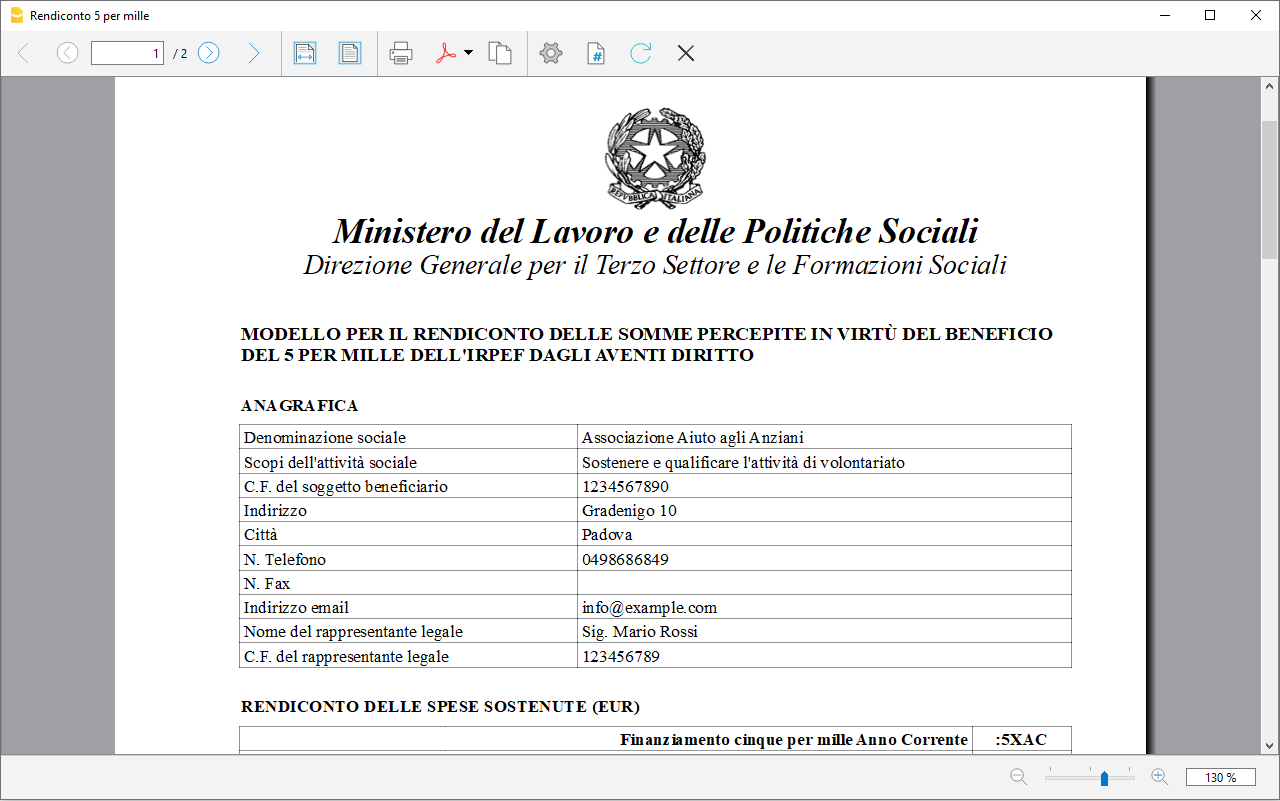 Rendiconto 5 per mille
1 / 2
REPVBBLICA ITALIANA
Ministero del Lavoro e delle Politiche Sociali
Direzione Generale per il Terzo Settore e le Formazioni Sociali
MODELLO PER IL RENDICONTO DELLE SOMME PERCEPITE IN VIRTÙ DEL BENEFICIO
DEL 5 PER MILLE DELL'IRPEF DAGLI AVENTI DIRITTO
ANAGRAFICA
Denominazione sociale Associazione Aiuto agli Anziani
Scopi dell'attività sociale Sostenere e qualificare l'attività di volontariato
C.F. del soggetto beneficiario 1234567890
Indirizzo Gradenigo 10
Città Padova
N. Telefono 0498686849
N. Fax
Indirizzo email info@example.com
Nome del rappresentante legale Sig. Mario Rossi
C.F. del rappresentante legale 123456789
RENDICONTO DELLE SPESE SOSTENUTE (EUR)
Finanziamento cinque per mille Anno Corrente :5XAC
130 %